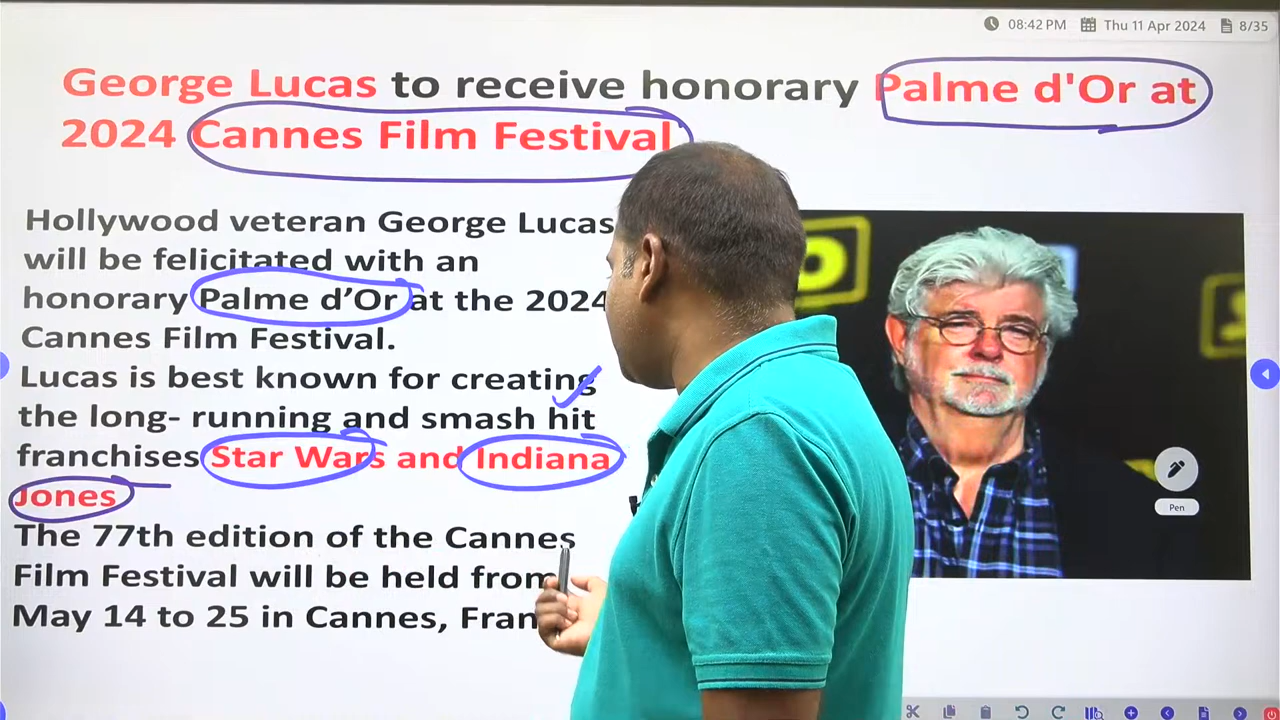 08:42 PM Thu 11 Apr 2024 8/35
George Lucas to receive honorary Palme d'Or at
2024 Cannes Film Festival
Hollywood veteran George Lucas
will be felicitated with an
honorary Palme d’Or at the 2024
Cannes Film Festival.
Lucas is best known for creating
the long- running and smash hit
franchises Star Wars and Indiana
Jones
The 77th edition of the Cannes
Film Festival will be held from
May 14 to 25 in Cannes,
Pen